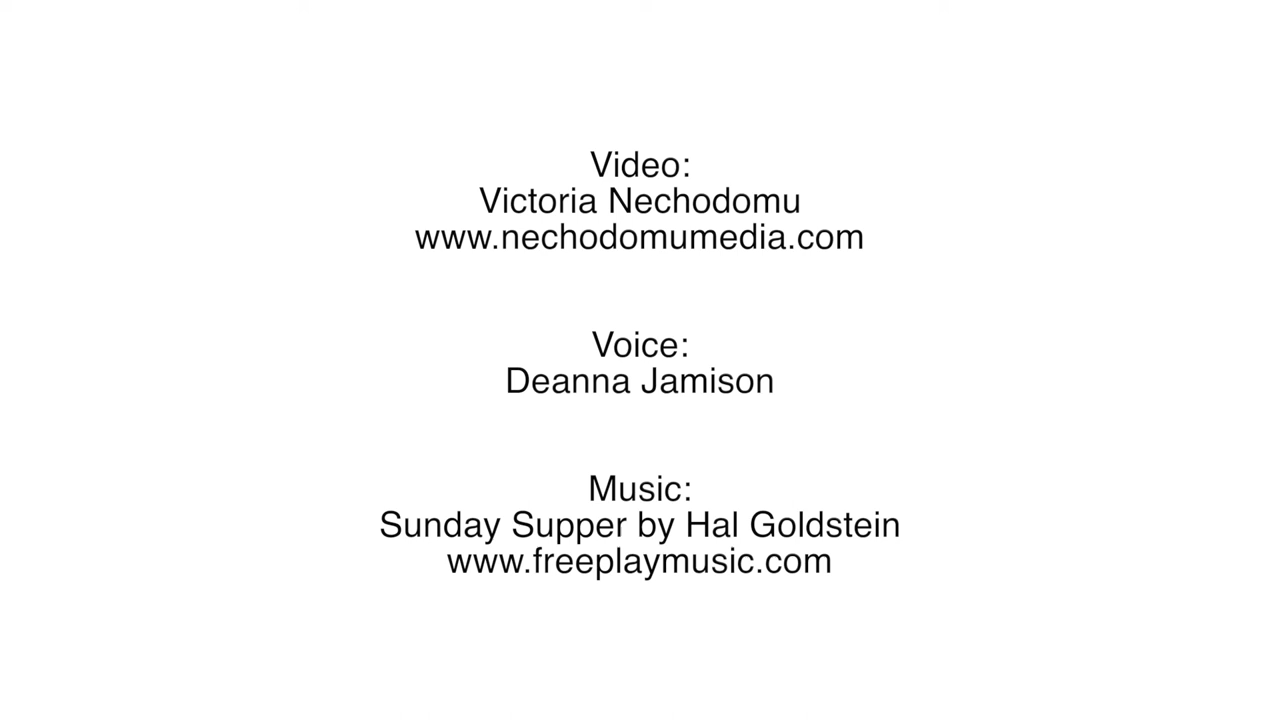 Video:
Victoria Nechodomu
www.nechodomumedia.com
Voice:
Deanna Jamison
Music:
Sunday Supper by Hal Goldstein
www.freeplaymusic.com